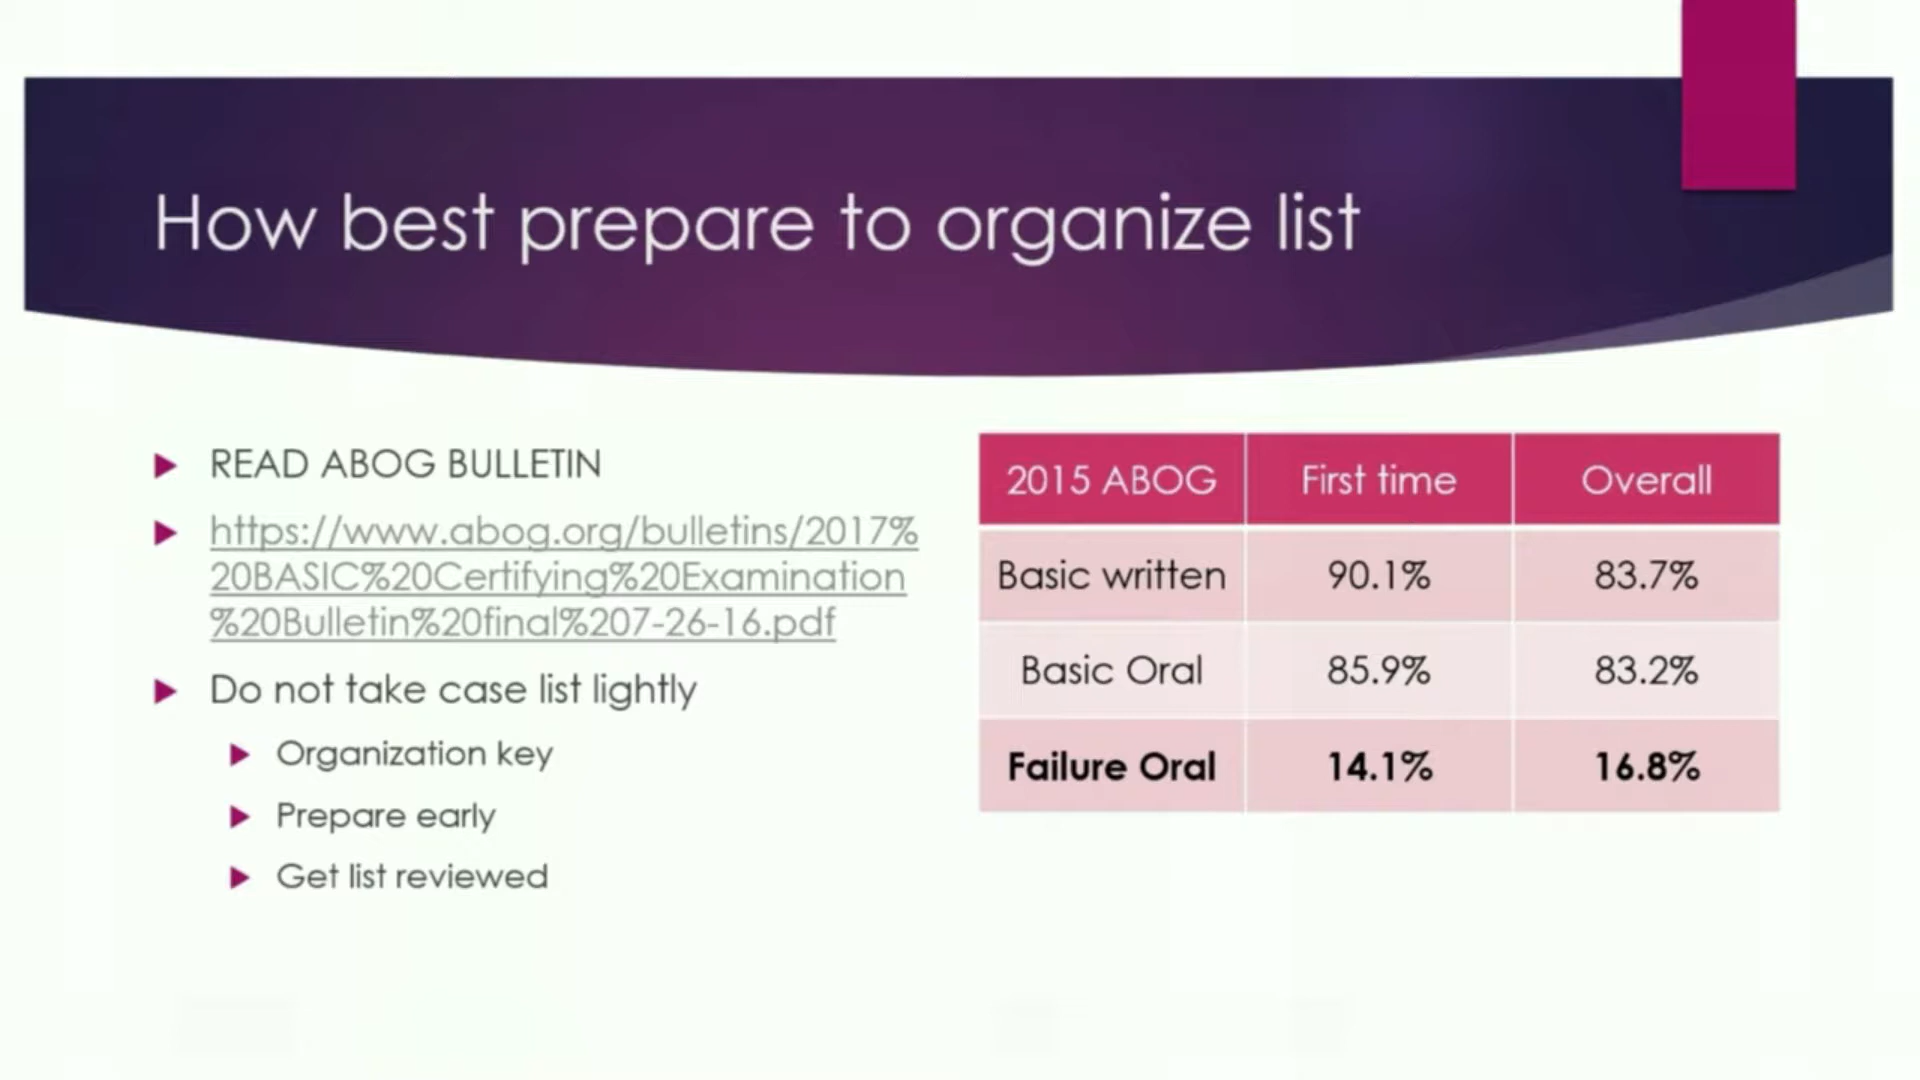 How best prepare to organize list
READ ABOG BULLETIN
https://www.abog.org/bulletins/2017%
20BASIC%20Certifying%20Examination
%20Bulletin%20final%207-26-16.pdf
Do not take case list lightly
Organization key
Prepare early
Get list reviewed
2015 ABOG First time Overall
Basic written 90.1% 83.7%
Basic Oral 85.9% 83.2%
Failure Oral 14.1% 16.8%